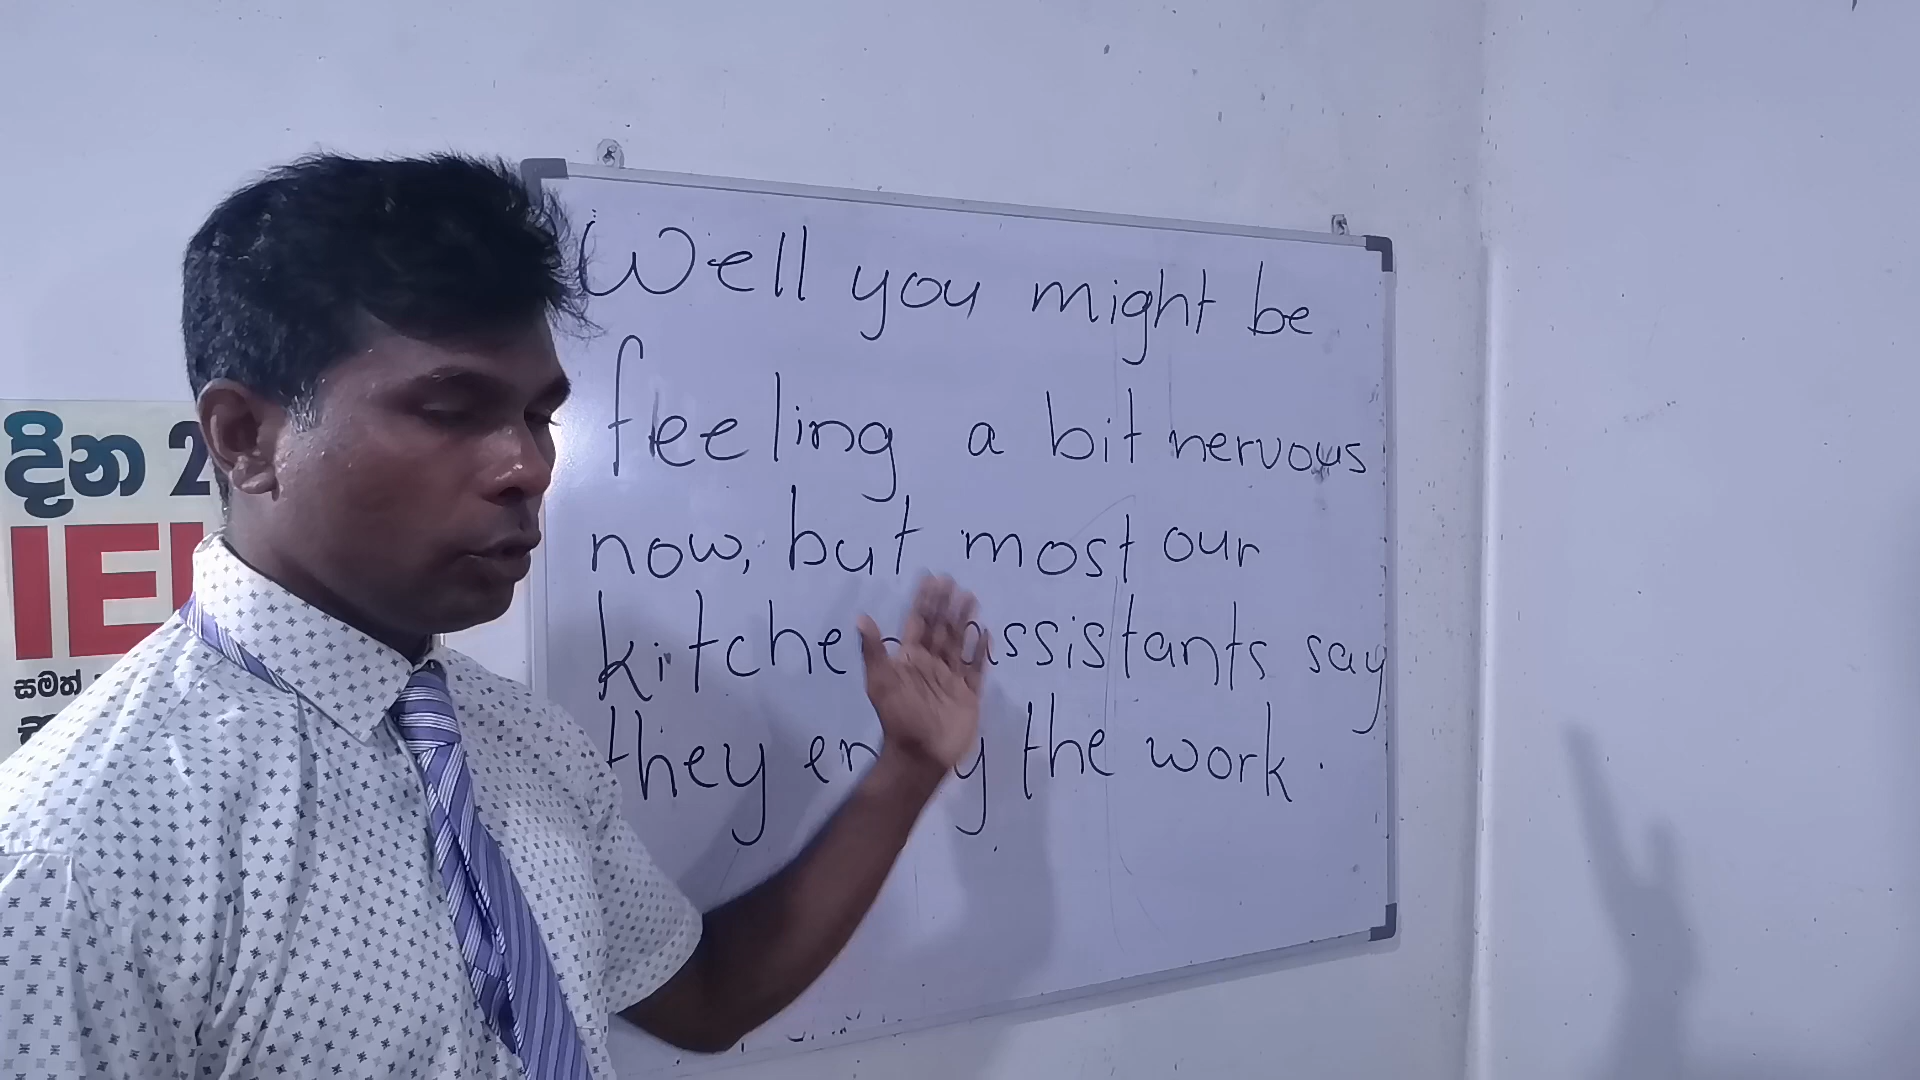 දින 2
IEL
සමත්
Well you might be
feeling a bit nervous
now, but most our
kitchen assistants say
they enjoy the work.